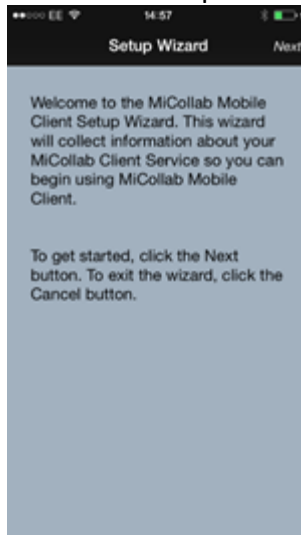 EE 14:57
Setup Wizard Next
Welcome to the MiCollab Mobile
Client Setup Wizard. This wizard
will collect information about your
MiCollab Client Service so you can
begin using MiCollab Mobile
Client.
To get started, click the Next
button. To exit the wizard, click the
Cancel button.